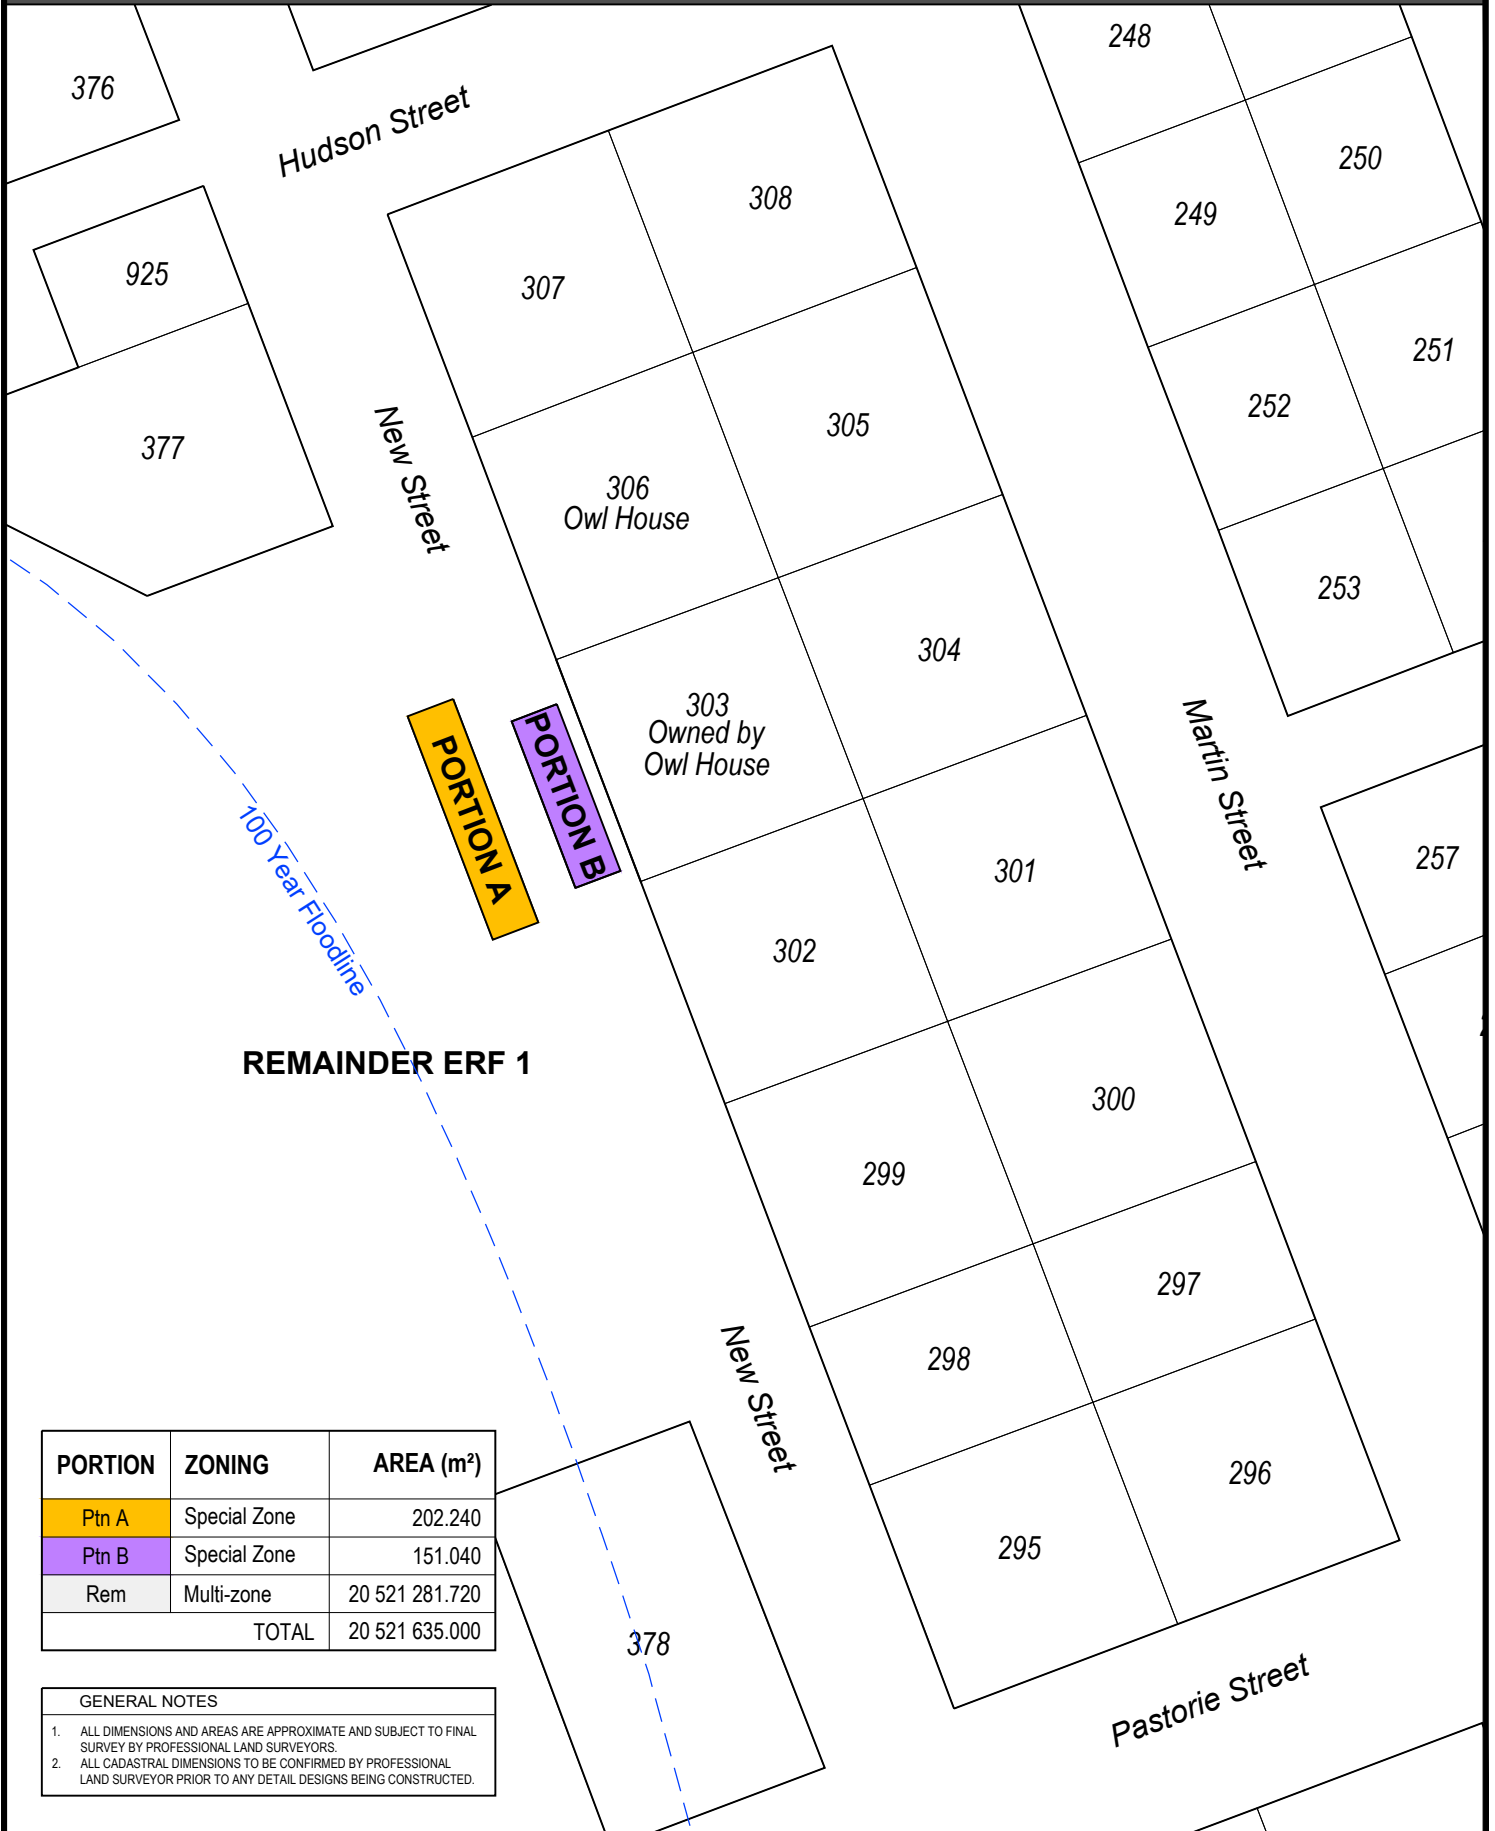 248
376
Hudson Street
250
308
249
925
307
251
252
305
377
New Street
306
Owl House
253
304
303
Owned by
Owl House
Martin Street
PORTION A
PORTION B
100 Year Floodline
257
301
302
REMAINDER ERF 1
300
299
297
298
New Street
296
295
PORTION ZONING AREA (m²)
Ptn A Special Zone 202.240
Ptn B Special Zone 151.040
Rem Multi-zone 20 521 281.720
TOTAL 20 521 635.000
378
Pastorie Street
GENERAL NOTES
1. ALL DIMENSIONS AND AREAS ARE APPROXIMATE AND SUBJECT TO FINAL
SURVEY BY PROFESSIONAL LAND SURVEYORS.
2. ALL CADASTRAL DIMENSIONS TO BE CONFIRMED BY PROFESSIONAL
LAND SURVEYOR PRIOR TO ANY DETAIL DESIGNS BEING CONSTRUCTED.